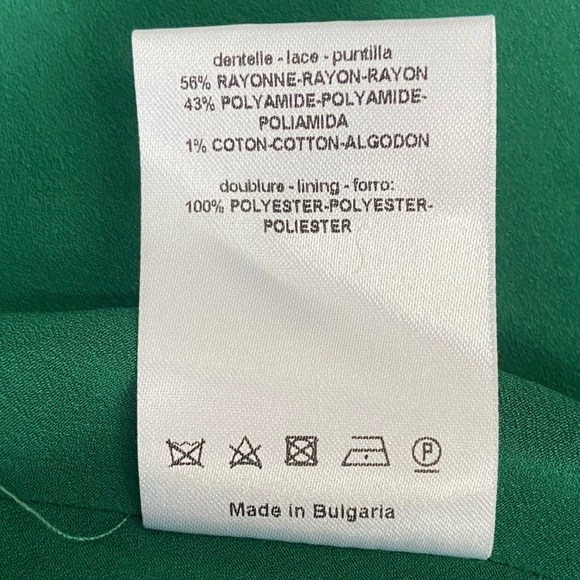 dentelle - lace - puntilla
56% RAYONNE-RAYON-RAYON
43% POLYAMIDE-POLYAMIDE-
POLIAMIDA
1% COTON-COTTON-ALGODON
doublure - lining - forro:
100% POLYESTER-POLYESTER-
POLIESTER
P
Made in Bulgaria